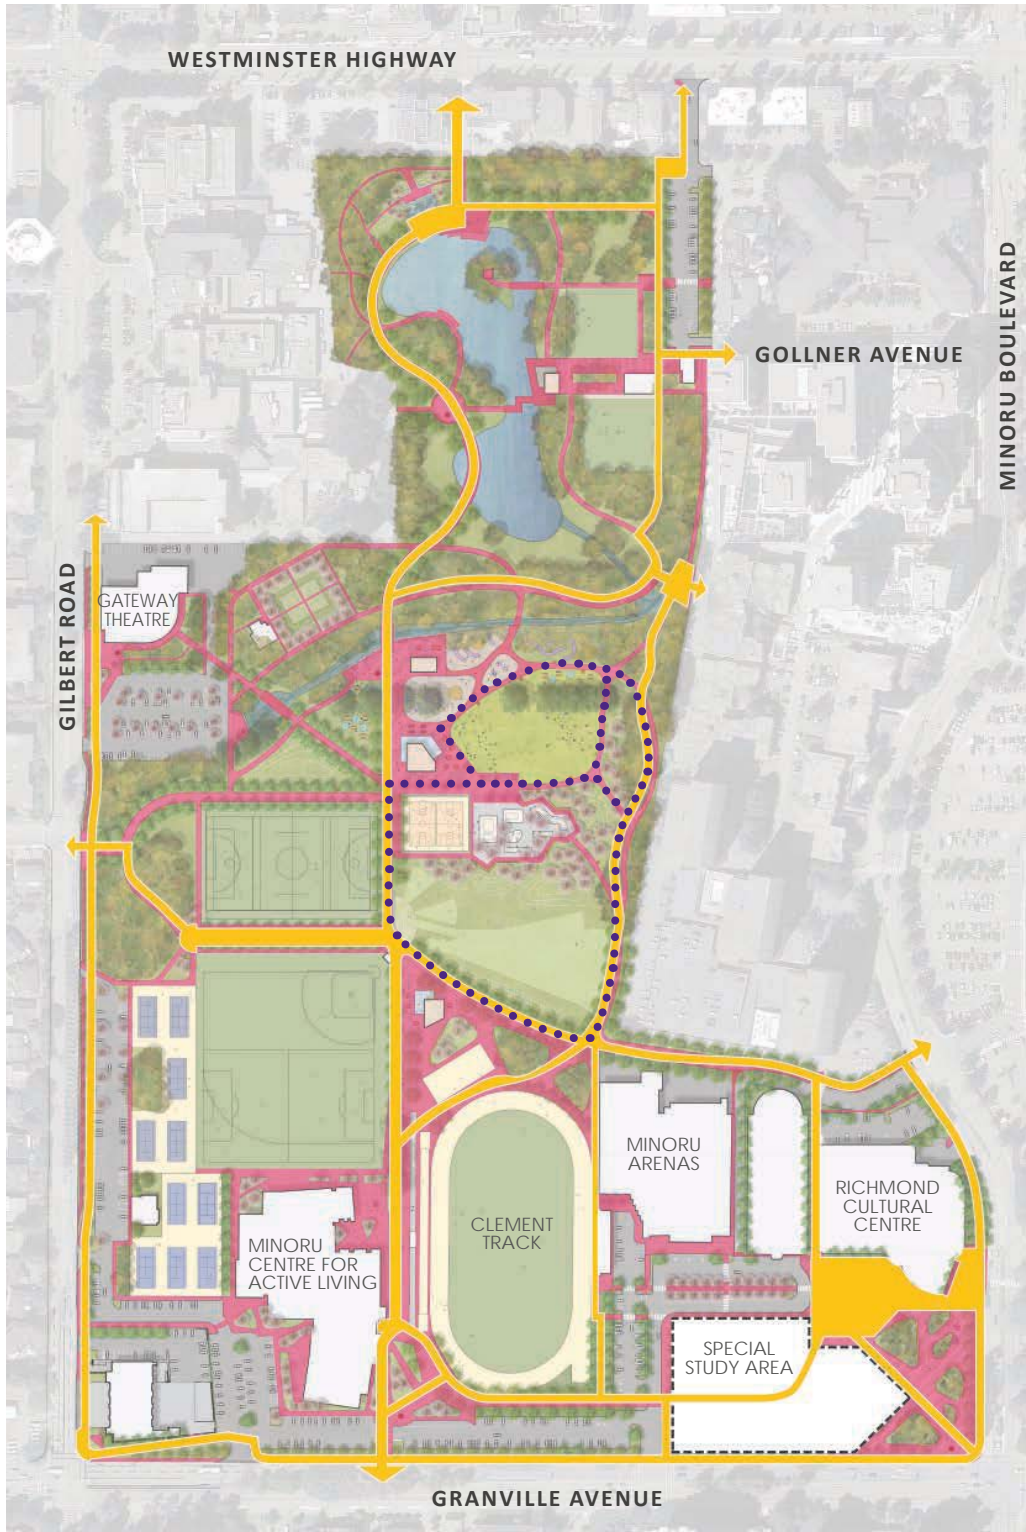 WESTMINSTER HIGHWAY
MINORU BOULEVARD
GOLLNER AVENUE
GILBERT ROAD
GATEWAY
THEATRE
MINORU
ARENAS
RICHMOND
CULTURAL
CENTRE
CLEMENT
TRACK
MINORU
CENTRE FOR
ACTIVE LIVING
SPECIAL
STUDY AREA
GRANVILLE AVENUE